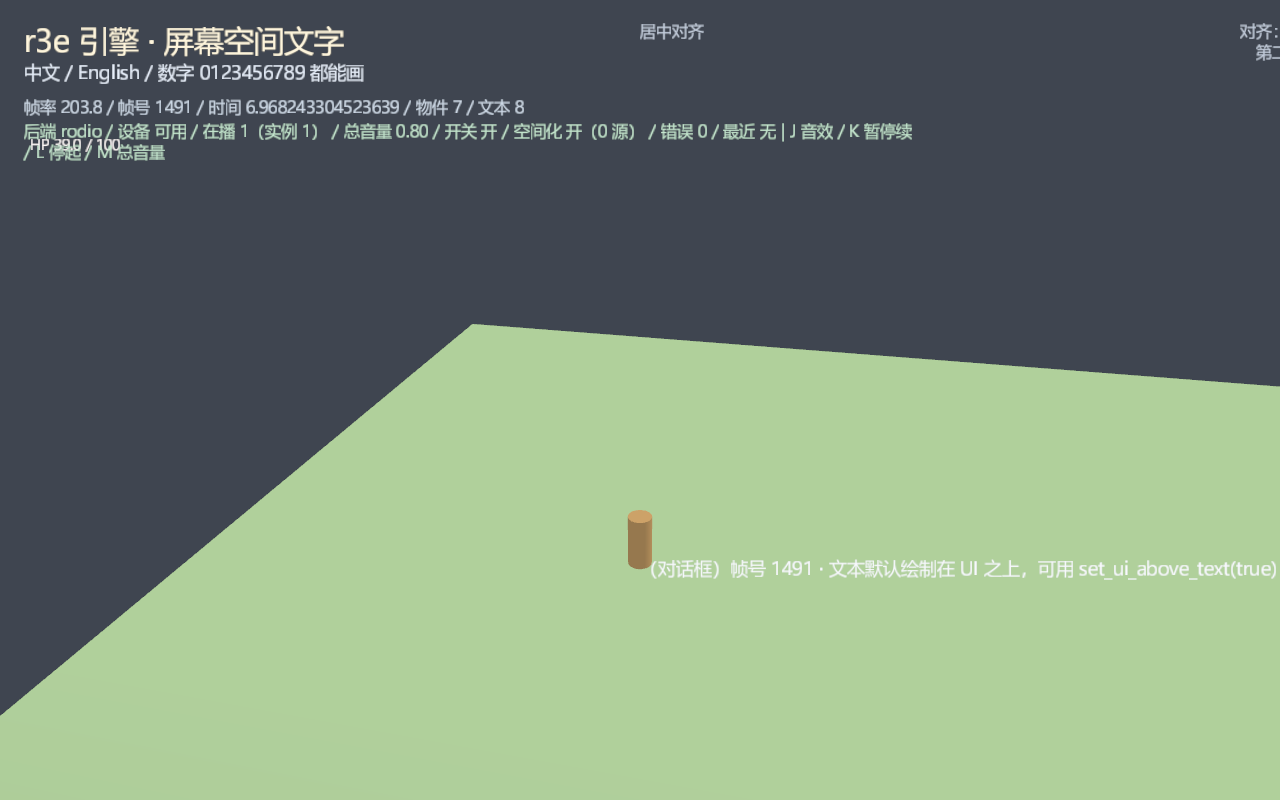 r3e 引擎 · 屏幕空间文字
居中对齐
对齐:
第二
中文 / English / 数字 0123456789 都能画
帧率 203.8 / 帧号 1491 / 时间 6.968243304523639 / 物件 7 / 文本 8
后端 rodio / 设备 可用 / 在播 1（实例 1） / 总音量 0.80 / 开关 开 / 空间化 开（0 源） / 错误 0 / 最近 无 | J 音效 / K 暂停续
/ L 停起 / M 总音量
HP 39.0 / 100
（对话框）帧号 1491 · 文本默认绘制在 UI 之上，可用 set_ui_above_text(true)